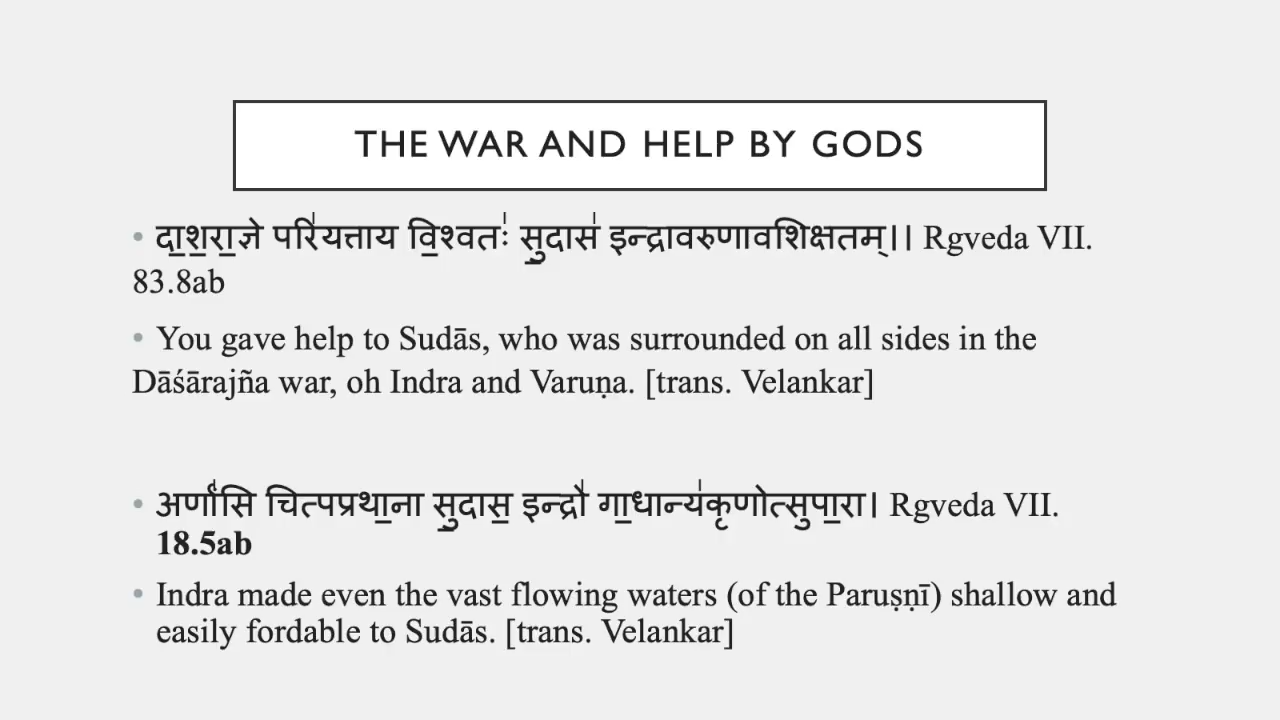 THE WAR AND HELP BY GODS
• दा॒श॒रा॒ज्ञे परि॑यत्ताय वि॒श्वतः॑ सु॒दास॑ इन्द्रावरुणावशिक्षतम्।। Rgveda VII.
83.8ab
• You gave help to Sudās, who was surrounded on all sides in the
Dāśārajña war, oh Indra and Varuṇa. [trans. Velankar]
• अर्णां॑सि चित्पप्रथा॒ना सु॒दास॒ इन्द्रौ॑ गा॒धान्य॑कृणोत्सुपा॒रा। Rgveda VII.
18.5ab
• Indra made even the vast flowing waters (of the Paruṣṇī) shallow and
easily fordable to Sudās. [trans. Velankar]